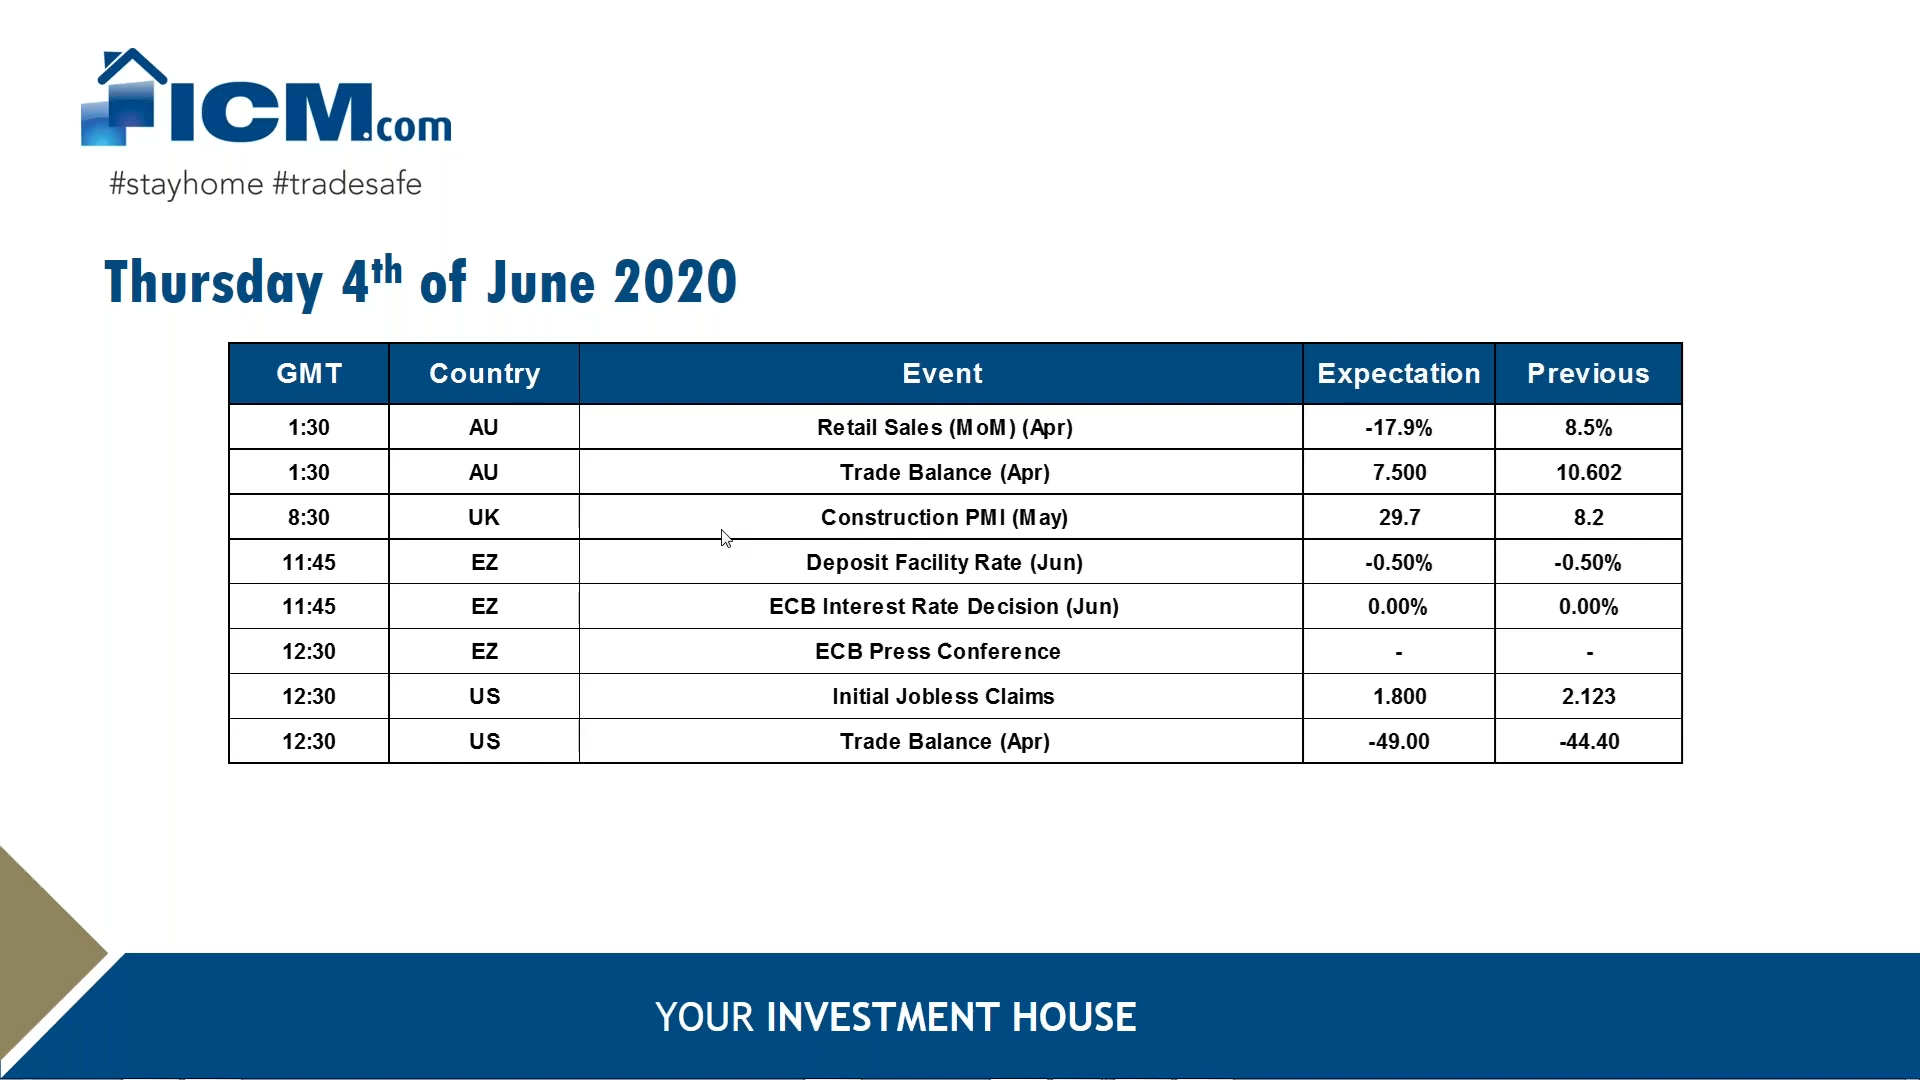 ICM.com
#stayhome #tradesafe
Thursday 4th of June 2020
GMT Country Event Expectation Previous
1:30 AU Retail Sales (MoM) (Apr) -17.9% 8.5%
1:30 AU Trade Balance (Apr) 7.500 10.602
8:30 UK Construction PMI (May) 29.7 8.2
11:45 EZ Deposit Facility Rate (Jun) -0.50% -0.50%
11:45 EZ ECB Interest Rate Decision (Jun) 0.00% 0.00%
12:30 EZ ECB Press Conference - -
12:30 US Initial Jobless Claims 1.800 2.123
12:30 US Trade Balance (Apr) -49.00 -44.40
YOUR INVESTMENT HOUSE